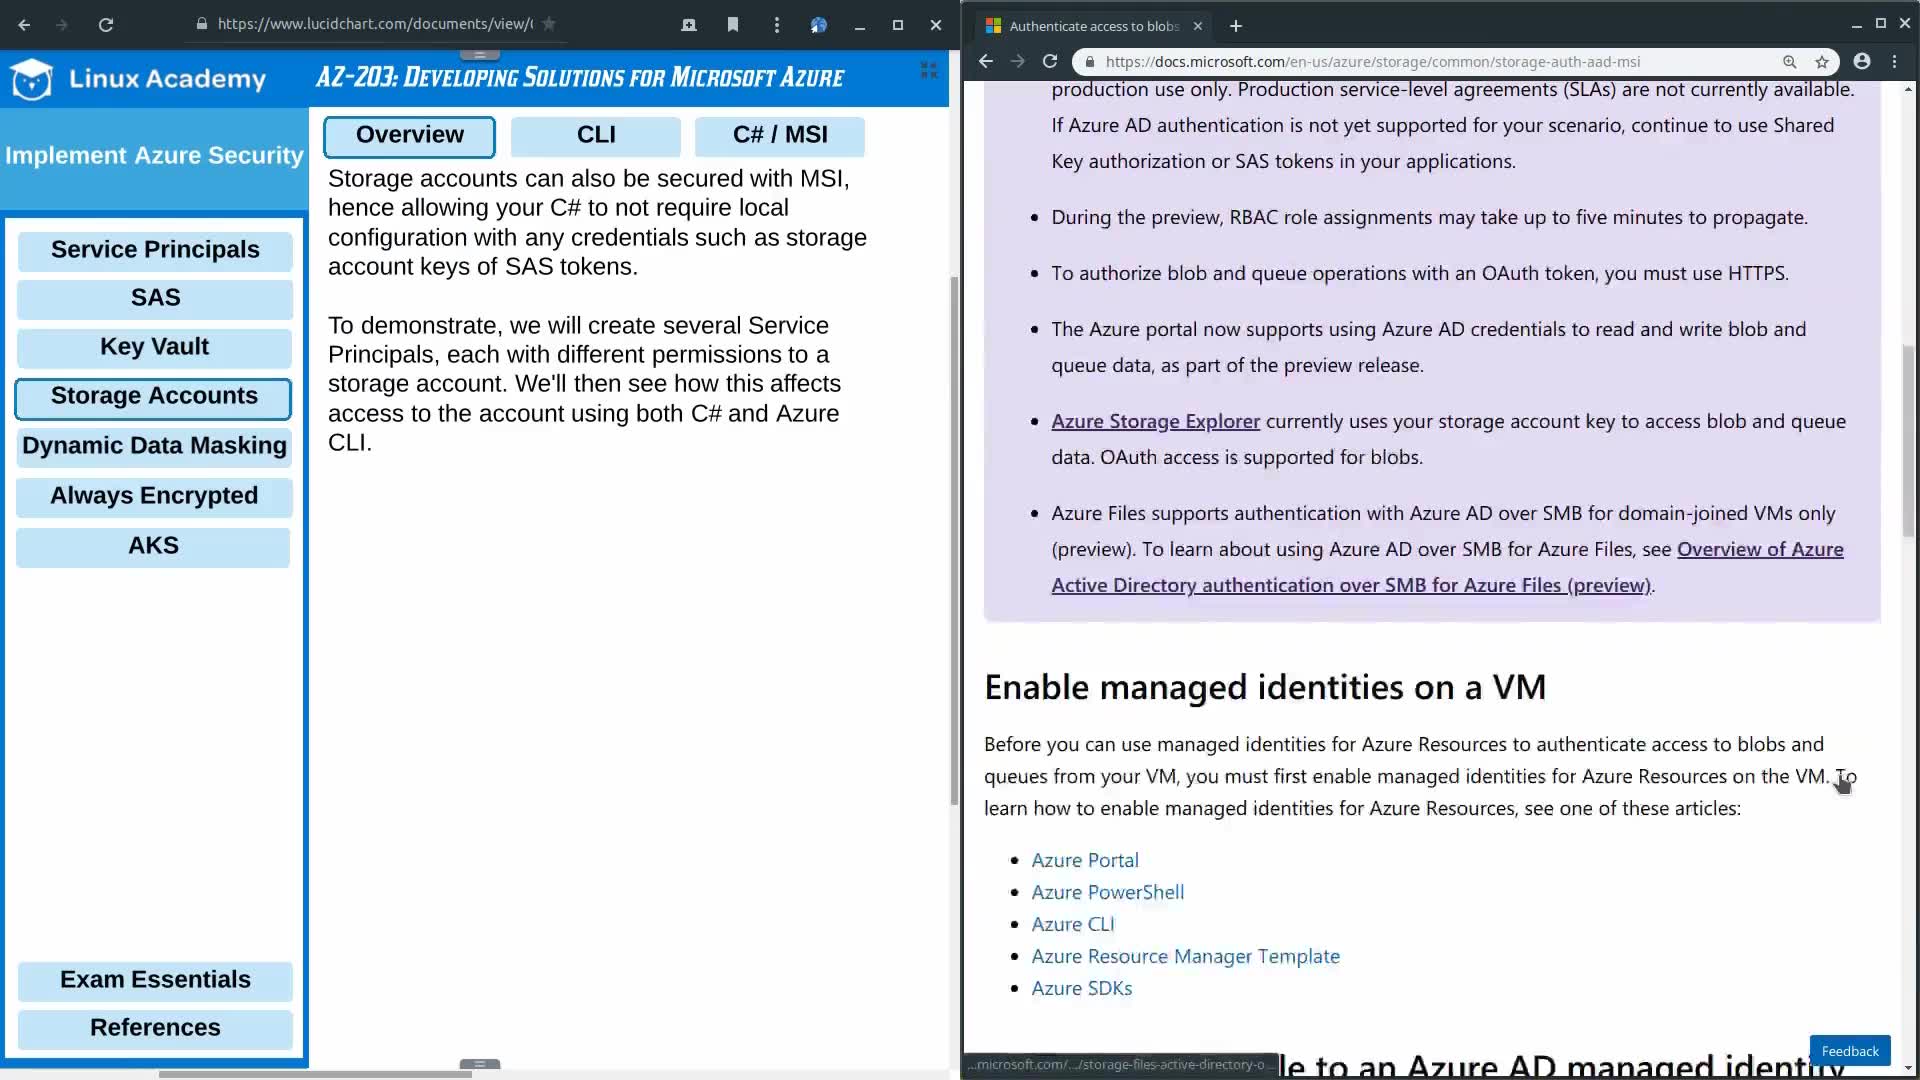 https://www.lucidchart.com/documents/view/(
Linux Academy
AZ-203: Developing Solutions for Microsoft Azure
Implement Azure Security
Service Principals
SAS
Key Vault
Storage Accounts
Dynamic Data Masking
Always Encrypted
AKS
Exam Essentials
References
Overview
CLI
C# / MSI
Storage accounts can also be secured with MSI,
hence allowing your C# to not require local
configuration with any credentials such as storage
account keys of SAS tokens.
To demonstrate, we will create several Service
Principals, each with different permissions to a
storage account. We'll then see how this affects
access to the account using both C# and Azure
CLI.
Authenticate access to blobs
https://docs.microsoft.com/en-us/azure/storage/common/storage-auth-aad-msi
production use only. Production service-level agreements (SLAs) are not currently available.
If Azure AD authentication is not yet supported for your scenario, continue to use Shared
Key authorization or SAS tokens in your applications.
During the preview, RBAC role assignments may take up to five minutes to propagate.
To authorize blob and queue operations with an OAuth token, you must use HTTPS.
The Azure portal now supports using Azure AD credentials to read and write blob and
queue data, as part of the preview release.
Azure Storage Explorer currently uses your storage account key to access blob and queue
data. OAuth access is supported for blobs.
Azure Files supports authentication with Azure AD over SMB for domain-joined VMs only
(preview). To learn about using Azure AD over SMB for Azure Files, see Overview of Azure
Active Directory authentication over SMB for Azure Files (preview).
Enable managed identities on a VM
Before you can use managed identities for Azure Resources to authenticate access to blobs and
queues from your VM, you must first enable managed identities for Azure Resources on the VM. To
learn how to enable managed identities for Azure Resources, see one of these articles:
Azure Portal
Azure PowerShell
Azure CLI
Azure Resource Manager Template
Azure SDKs
Feedback
...microsoft.com/.../storage-files-active-directory-o...
le to an Azure AD managed identity